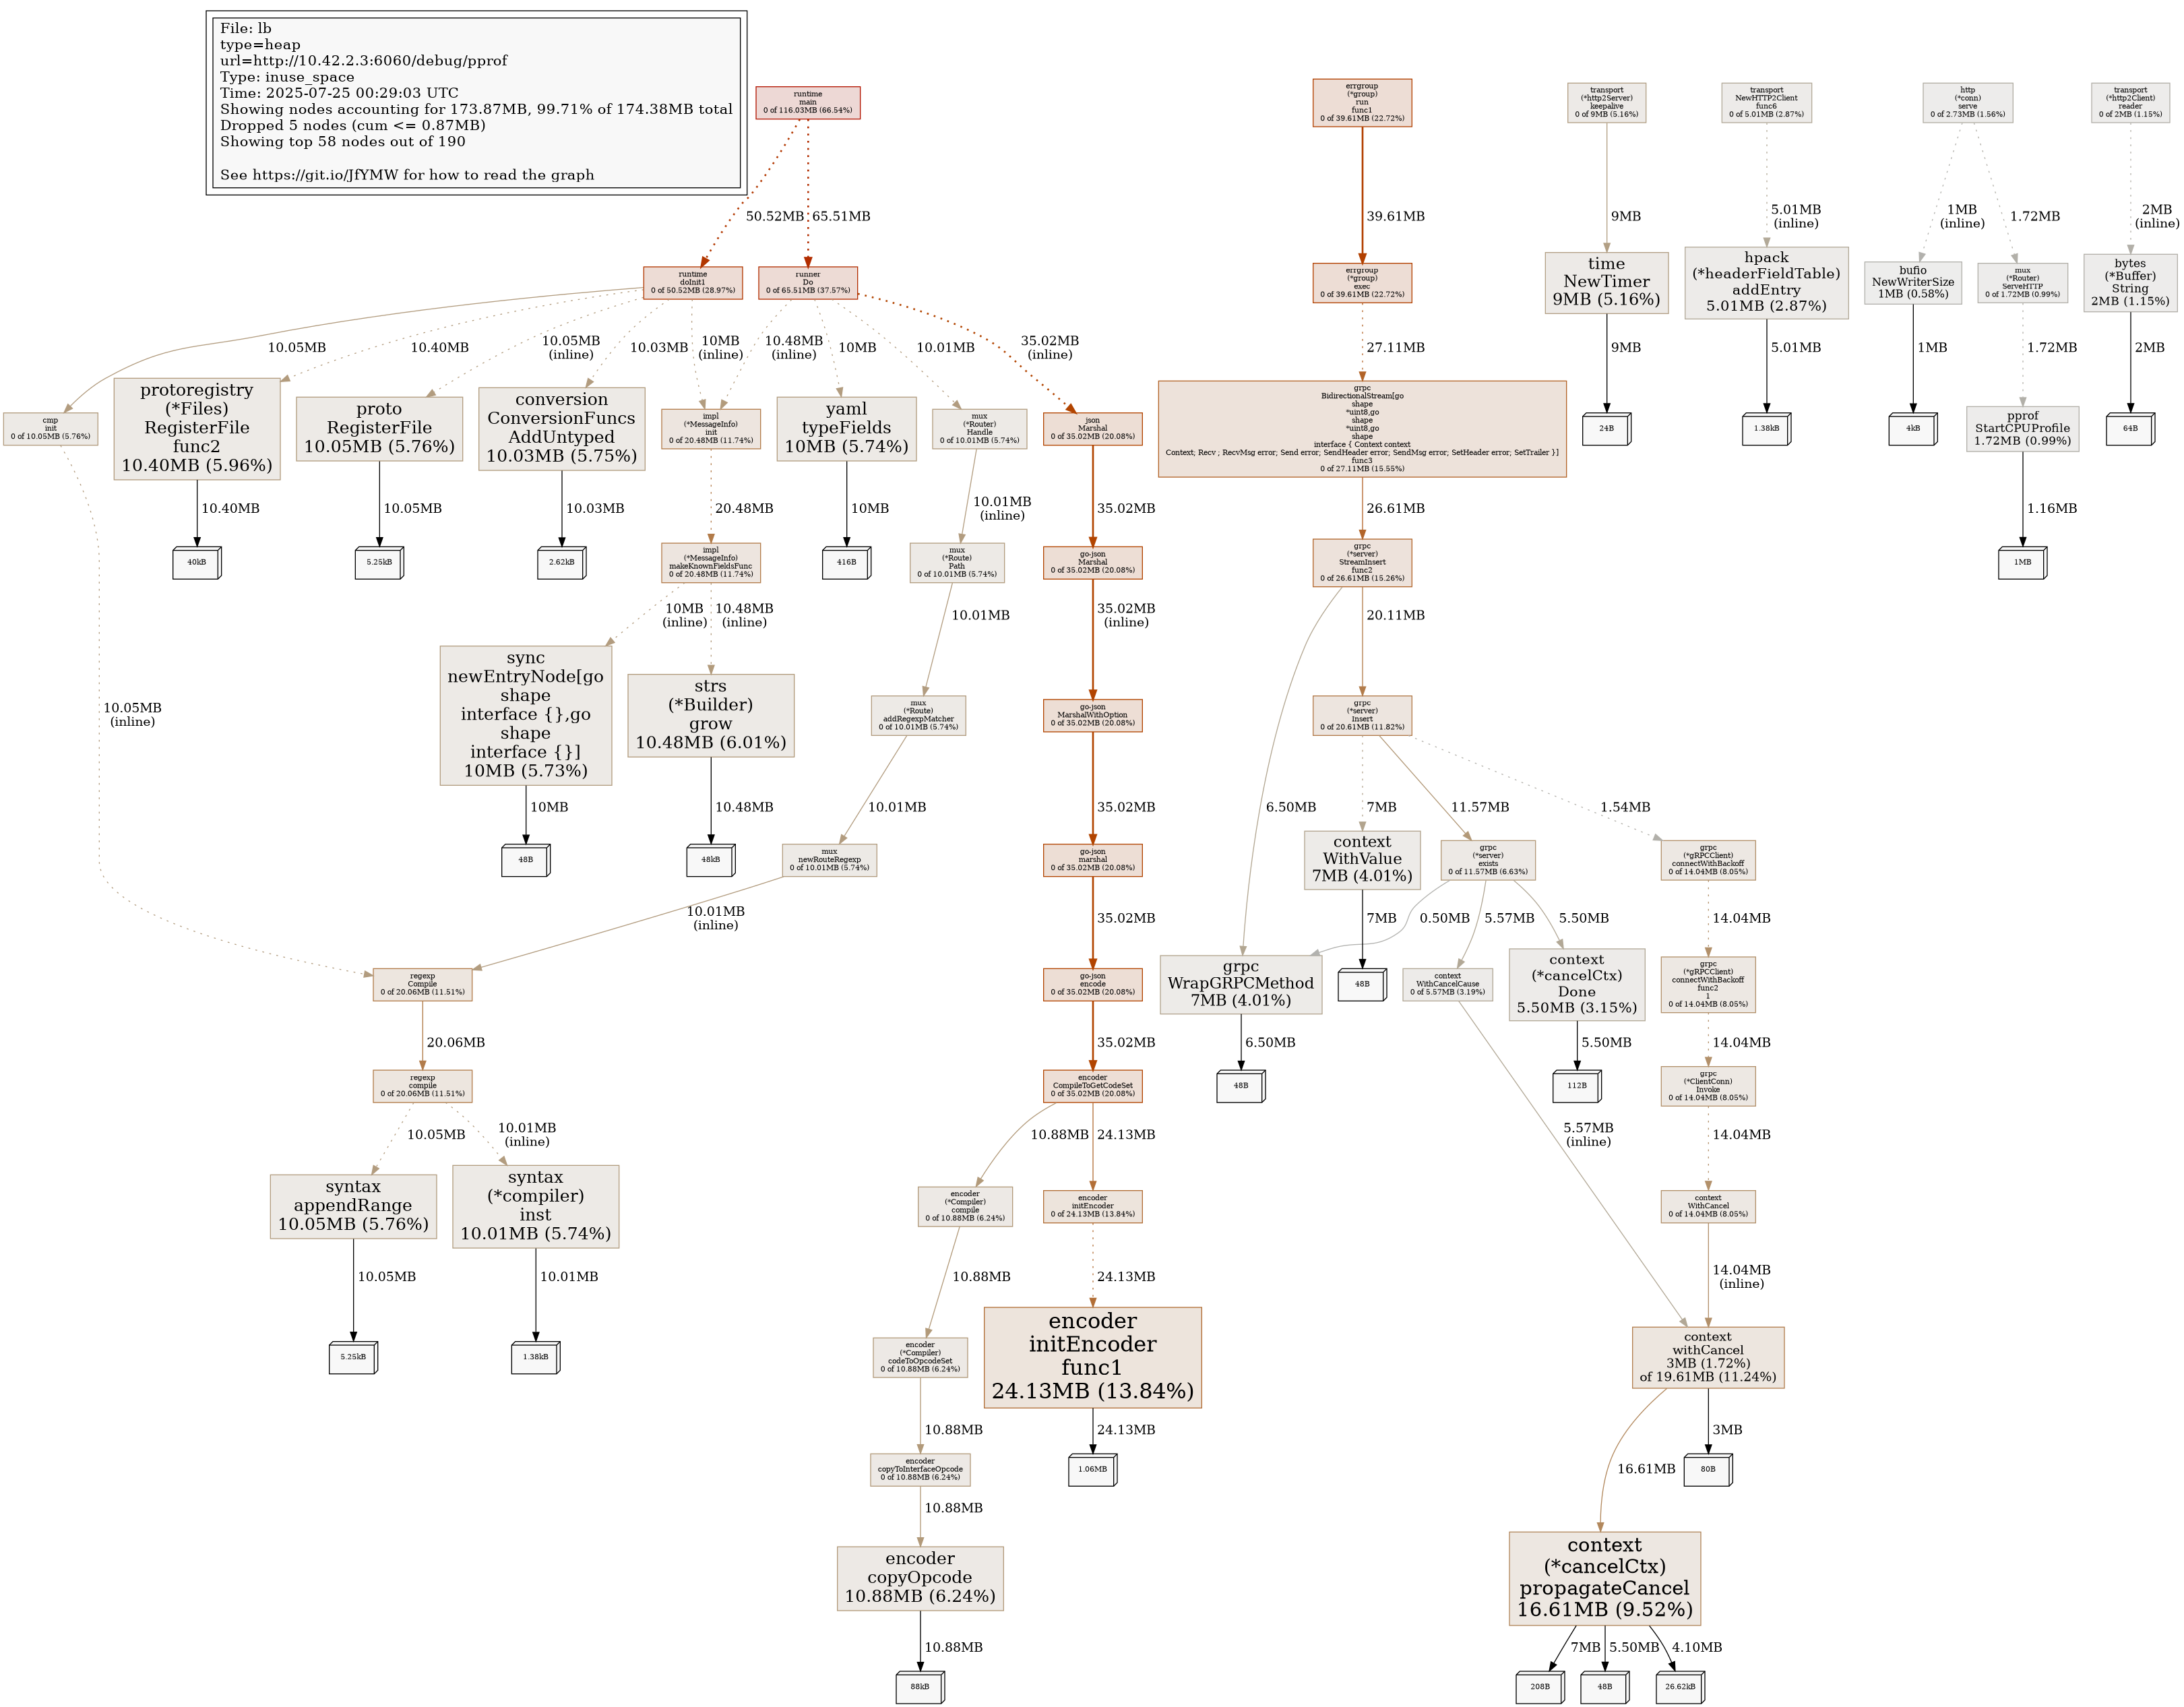 File: lb
type=heap
url=http://10.42.2.3:6060/debug/pprof
Type: inuse_space
Time: 2025-07-25 00:29:03 UTC
Showing nodes accounting for 173.87MB, 99.71% of 174.38MB total
Dropped 5 nodes (cum <= 0.87MB)
Showing top 58 nodes out of 190
See https://git.io/JfYMW for how to read the graph
runtime
main
0 of 116.03MB (66.54%)
errgroup
(*group)
run
func1
0 of 39.61MB (22.72%)
transport
(*http2Server)
keepalive
0 of 9MB (5.16%)
transport
NewHTTP2Client
func6
0 of 5.01MB (2.87%)
http
(*conn)
serve
0 of 2.73MB (1.56%)
transport
(*http2Client)
reader
0 of 2MB (1.15%)
50.52MB
65.51MB
39.61MB
9MB
5.01MB
(inline)
1MB
(inline)
1.72MB
2MB
(inline)
runtime
doInit1
0 of 50.52MB (28.97%)
runner
Do
0 of 65.51MB (37.57%)
errgroup
(*group)
exec
0 of 39.61MB (22.72%)
time
NewTimer
9MB (5.16%)
hpack
(*headerFieldTable)
addEntry
5.01MB (2.87%)
bufio
NewWriterSize
1MB (0.58%)
mux
(*Router)
ServeHTTP
0 of 1.72MB (0.99%)
bytes
(*Buffer)
String
2MB (1.15%)
10.05MB
10.40MB
10.05MB
(inline)
10.03MB
10MB
(inline)
10.48MB
(inline)
10MB
10.01MB
35.02MB
(inline)
27.11MB
9MB
5.01MB
1MB
1.72MB
2MB
cmp
init
0 of 10.05MB (5.76%)
protoregistry
(*Files)
RegisterFile
func2
10.40MB (5.96%)
proto
RegisterFile
10.05MB (5.76%)
conversion
ConversionFuncs
AddUntyped
10.03MB (5.75%)
impl
(*MessageInfo)
init
0 of 20.48MB (11.74%)
yaml
typeFields
10MB (5.74%)
mux
(*Router)
Handle
0 of 10.01MB (5.74%)
json
Marshal
0 of 35.02MB (20.08%)
grpc
BidirectionalStream[go
shape
*uint8,go
shape
*uint8,go
shape
interface { Context context
Context; Recv ; RecvMsg error; Send error; SendHeader error; SendMsg error; SetHeader error; SetTrailer }]
func3
0 of 27.11MB (15.55%)
24B
1.38kB
4kB
pprof
StartCPUProfile
1.72MB (0.99%)
64B
10.40MB
10.05MB
10.03MB
20.48MB
10MB
10.01MB
(inline)
35.02MB
26.61MB
1.16MB
40kB
5.25kB
2.62kB
impl
(*MessageInfo)
makeKnownFieldsFunc
0 of 20.48MB (11.74%)
416B
mux
(*Route)
Path
0 of 10.01MB (5.74%)
go-json
Marshal
0 of 35.02MB (20.08%)
grpc
(*server)
StreamInsert
func2
0 of 26.61MB (15.26%)
1MB
10MB
(inline)
10.48MB
(inline)
10.01MB
35.02MB
(inline)
20.11MB
sync
newEntryNode[go
shape
interface {},go
shape
interface {}]
10MB (5.73%)
strs
(*Builder)
grow
10.48MB (6.01%)
mux
(*Route)
addRegexpMatcher
0 of 10.01MB (5.74%)
go-json
MarshalWithOption
0 of 35.02MB (20.08%)
grpc
(*server)
Insert
0 of 20.61MB (11.82%)
10.05MB
(inline)
10MB
10.48MB
10.01MB
35.02MB
6.50MB
7MB
11.57MB
1.54MB
48B
48kB
mux
newRouteRegexp
0 of 10.01MB (5.74%)
go-json
marshal
0 of 35.02MB (20.08%)
context
WithValue
7MB (4.01%)
grpc
(*server)
exists
0 of 11.57MB (6.63%)
grpc
(*gRPCClient)
connectWithBackoff
0 of 14.04MB (8.05%)
10.01MB
(inline)
35.02MB
7MB
0.50MB
5.57MB
5.50MB
14.04MB
regexp
Compile
0 of 20.06MB (11.51%)
go-json
encode
0 of 35.02MB (20.08%)
grpc
WrapGRPCMethod
7MB (4.01%)
48B
context
WithCancelCause
0 of 5.57MB (3.19%)
context
(*cancelCtx)
Done
5.50MB (3.15%)
grpc
(*gRPCClient)
connectWithBackoff
func2
1
0 of 14.04MB (8.05%)
20.06MB
35.02MB
6.50MB
5.50MB
14.04MB
regexp
compile
0 of 20.06MB (11.51%)
encoder
CompileToGetCodeSet
0 of 35.02MB (20.08%)
48B
112B
grpc
(*ClientConn)
Invoke
0 of 14.04MB (8.05%)
10.05MB
10.01MB
(inline)
10.88MB
24.13MB
5.57MB
(inline)
14.04MB
syntax
appendRange
10.05MB (5.76%)
syntax
(*compiler)
inst
10.01MB (5.74%)
encoder
(*Compiler)
compile
0 of 10.88MB (6.24%)
encoder
initEncoder
0 of 24.13MB (13.84%)
context
WithCancel
0 of 14.04MB (8.05%)
10.05MB
10.01MB
10.88MB
24.13MB
14.04MB
(inline)
5.25kB
1.38kB
encoder
(*Compiler)
codeToOpcodeSet
0 of 10.88MB (6.24%)
encoder
initEncoder
func1
24.13MB (13.84%)
context
withCancel
3MB (1.72%)
of 19.61MB (11.24%)
10.88MB
24.13MB
16.61MB
3MB
encoder
copyToInterfaceOpcode
0 of 10.88MB (6.24%)
1.06MB
80B
10.88MB
encoder
copyOpcode
10.88MB (6.24%)
context
(*cancelCtx)
propagateCancel
16.61MB (9.52%)
10.88MB
7MB
5.50MB
4.10MB
88kB
208B
48B
26.62kB